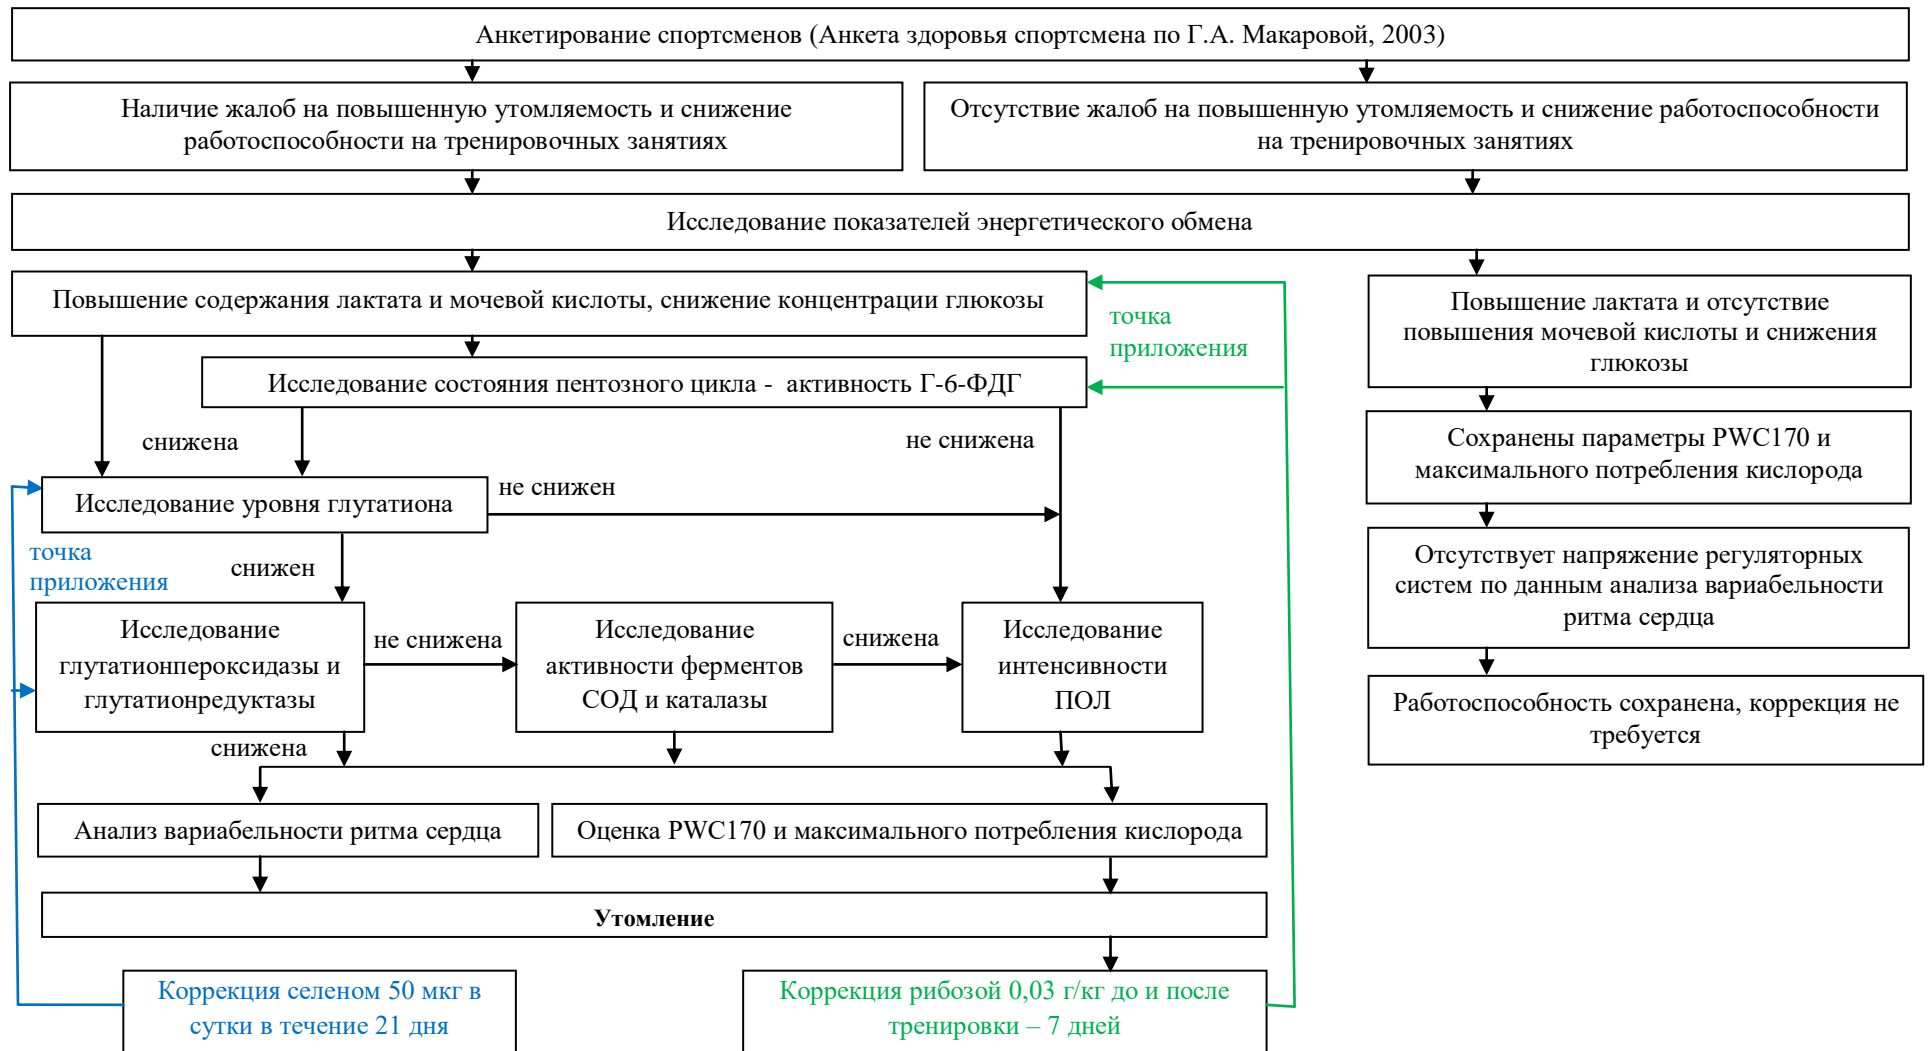 Анкетирование спортсменов (Анкета здоровья спортсмена по Г.А. Макаровой, 2003)
Наличие жалоб на повышенную утомляемость и снижение
работоспособности на тренировочных занятиях
Отсутствие жалоб на повышенную утомляемость и снижение работоспособности
на тренировочных занятиях
Исследование показателей энергетического обмена
Повышение содержания лактата и мочевой кислоты, снижение концентрации глюкозы
точка
приложения
Повышение лактата и отсутствие
повышения мочевой кислоты и снижения
глюкозы
Исследование состояния пентозного цикла - активность Г-6-ФДГ
снижена
не снижена
Сохранены параметры PWC170 и
максимального потребления кислорода
Исследование уровня глутатиона
не снижен
точка
приложения
снижен
Отсутствует напряжение регуляторных
систем по данным анализа вариабельности
ритма сердца
Исследование
глутатионпероксидазы и
глутатионредуктазы
не снижена
Исследование
активности ферментов
СОД и каталазы
снижена
Исследование
интенсивности
ПОЛ
Работоспособность сохранена, коррекция не
требуется
снижена
Анализ вариабельности ритма сердца
Оценка PWC170 и максимального потребления кислорода
Утомление
Коррекция селеном 50 мкг в
сутки в течение 21 дня
Коррекция рибозой 0,03 г/кг до и после
тренировки – 7 дней